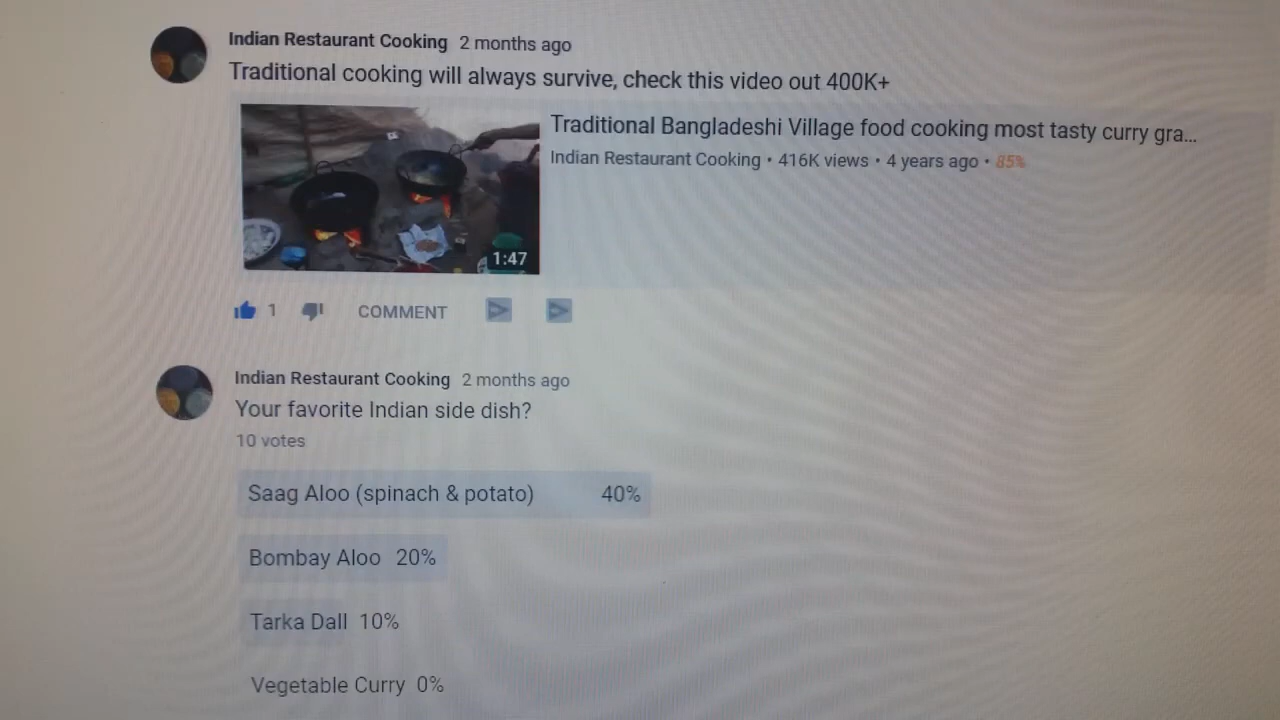 Indian Restaurant Cooking 2 months ago
Traditional cooking will always survive, check this video out 400K+
Traditional Bangladeshi Village food cooking most tasty curry gra...
Indian Restaurant Cooking • 416K views • 4 years ago • 85%
1:47
1 COMMENT
Indian Restaurant Cooking 2 months ago
Your favorite Indian side dish?
10 votes
Saag Aloo (spinach & potato) 40%
Bombay Aloo 20%
Tarka Dall 10%
Vegetable Curry 0%